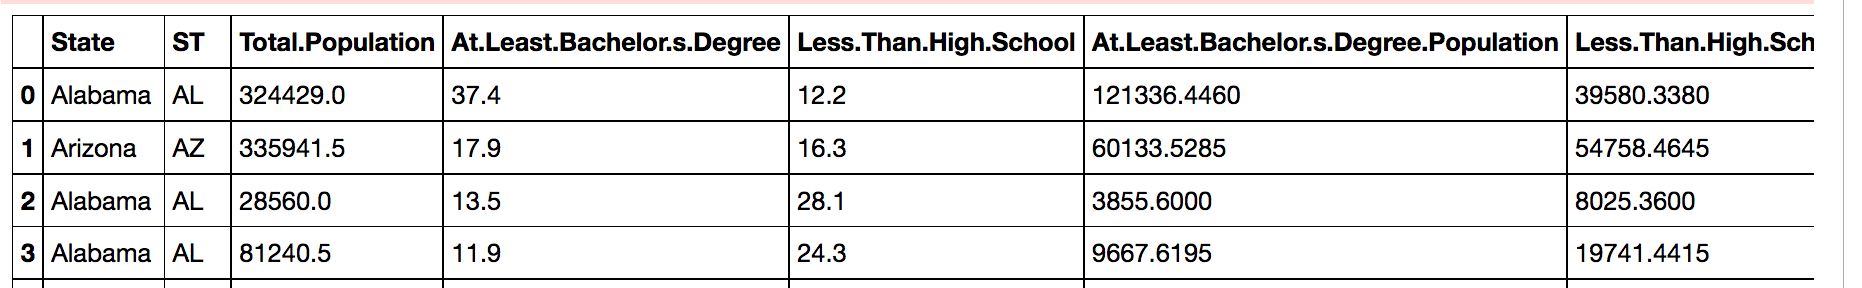 State ST Total.Population At.Least.Bachelor.s.Degree Less.Than.High.School At.Least.Bachelor.s.Degree.Population Less.Than.High.Sch
0 Alabama AL 324429.0 37.4 12.2 121336.4460 39580.3380
1 Arizona AZ 335941.5 17.9 16.3 60133.5285 54758.4645
2 Alabama AL 28560.0 13.5 28.1 3855.6000 8025.3600
3 Alabama AL 81240.5 11.9 24.3 9667.6195 19741.4415